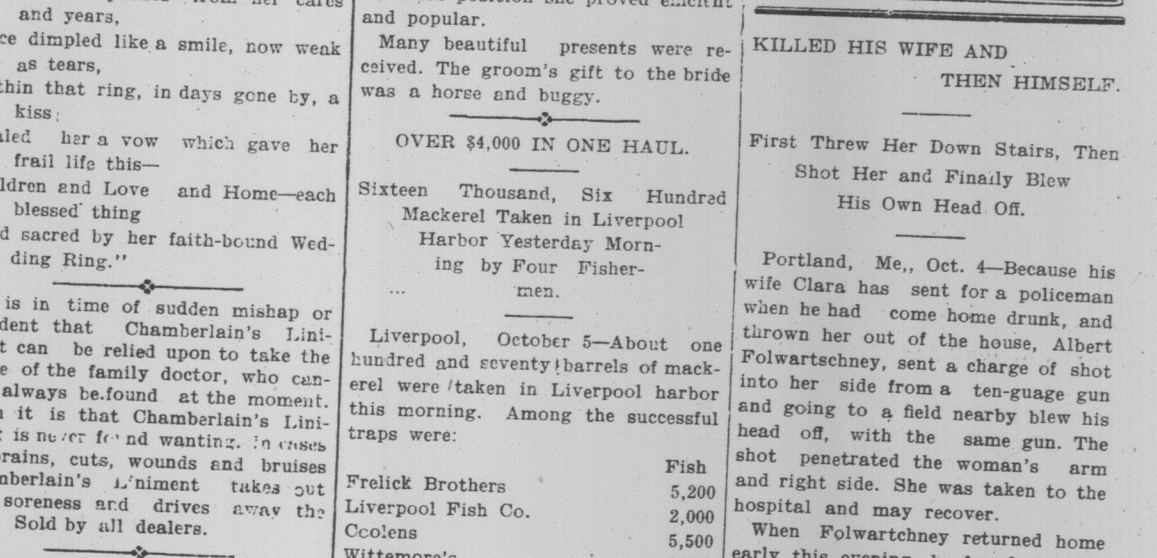 and years,
dimpled like a smile, now weak
as tears,
that ring, in days gone by, a
kiss;
her a vow which gave her
frail life this—
and Love and Home—each
blessed thing
sacred by her faith-bound Wed-
ding Ring."
is in time of sudden mishap or
that Chamberlain's Lini-
can be relied upon to take the
of the family doctor, who can-
always be found at the moment.
it is that Chamberlain's Lini-
is never found wanting. In cases
cuts, wounds and bruises
Liniment takes out
soreness and drives away the
Sold by all dealers.
and popular.
Many beautiful presents were re-
ceived. The groom's gift to the bride
was a horse and buggy.
OVER $4,000 IN ONE HAUL.
Sixteen Thousand, Six Hundred
Mackerel Taken in Liverpool
Harbor Yesterday Morn-
ing by Four Fisher-
... men.
Liverpool, October 5—About one
hundred and seventy barrels of mack-
erel were taken in Liverpool harbor
this morning. Among the successful
traps were:
Fish
Frelick Brothers 5,200
Liverpool Fish Co. 2,000
Ccolens 5,500
Wittemore's
KILLED HIS WIFE AND
THEN HIMSELF.
First Threw Her Down Stairs, Then
Shot Her and Finally Blew
His Own Head Off.
Portland, Me,, Oct. 4—Because his
wife Clara has sent for a policeman
when he had come home drunk, and
thrown her out of the house, Albert
Folwartschney, sent a charge of shot
into her side from a ten-guage gun
and going to a field nearby blew his
head off, with the same gun. The
shot penetrated the woman's arm
and right side. She was taken to the
hospital and may recover.
When Folwartchney returned home
early this evening